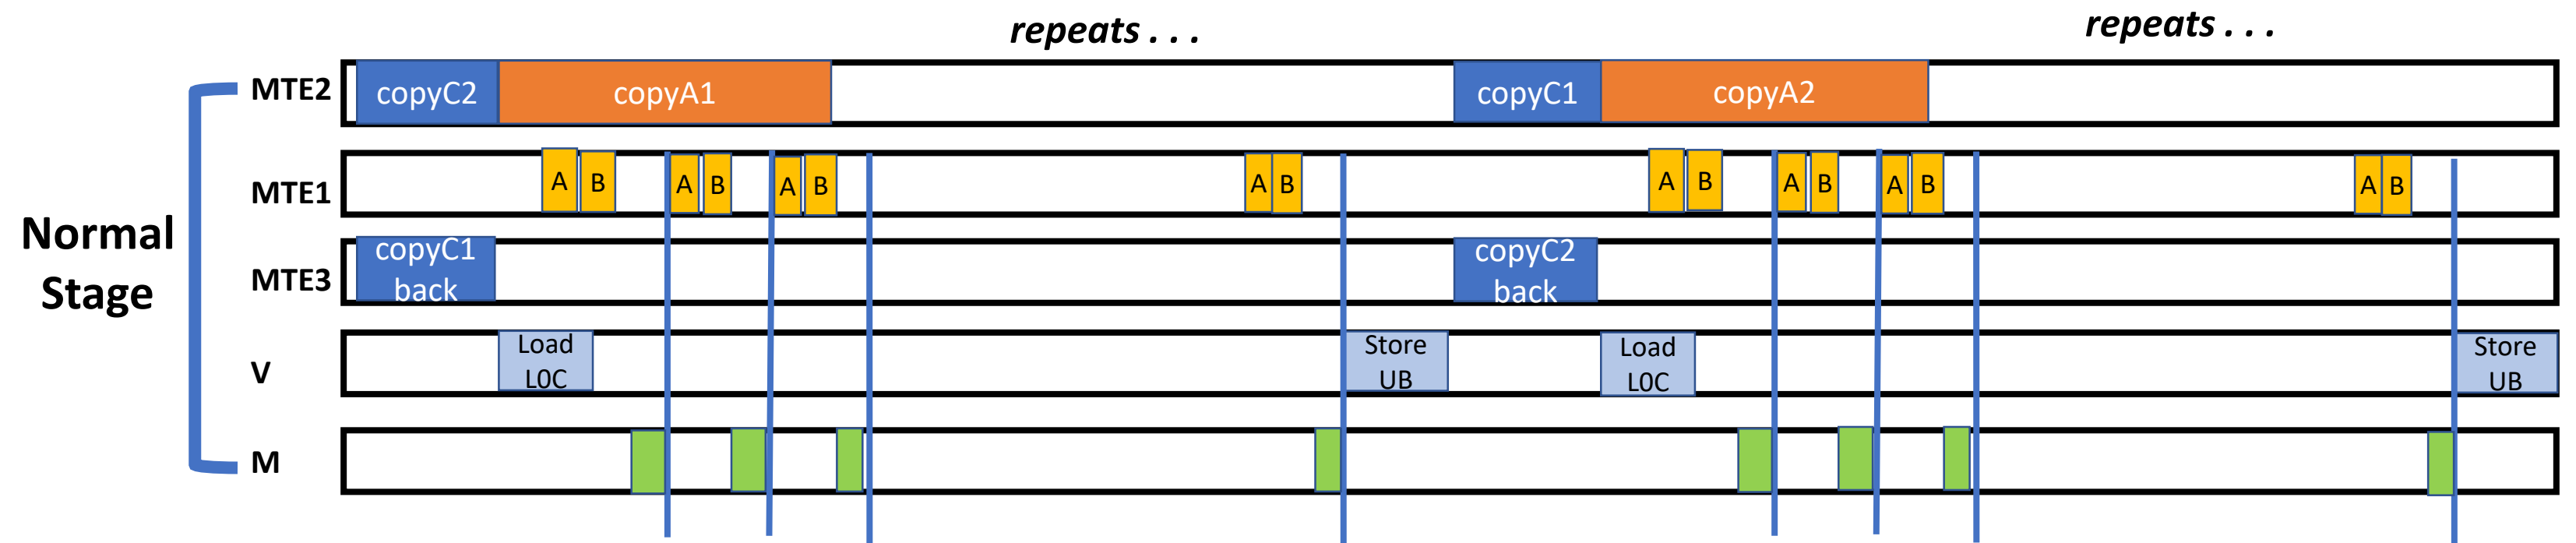 repeats . . .
repeats . . .
MTE2
copyC2
copyA1
copyC1
copyA2
MTE1
A
B
A
B
A
B
A
B
A
B
A
B
A
B
A
B
Normal
Stage
MTE3
copyC1
back
copyC2
back
V
Load
L0C
Store
UB
Load
L0C
Store
UB
M